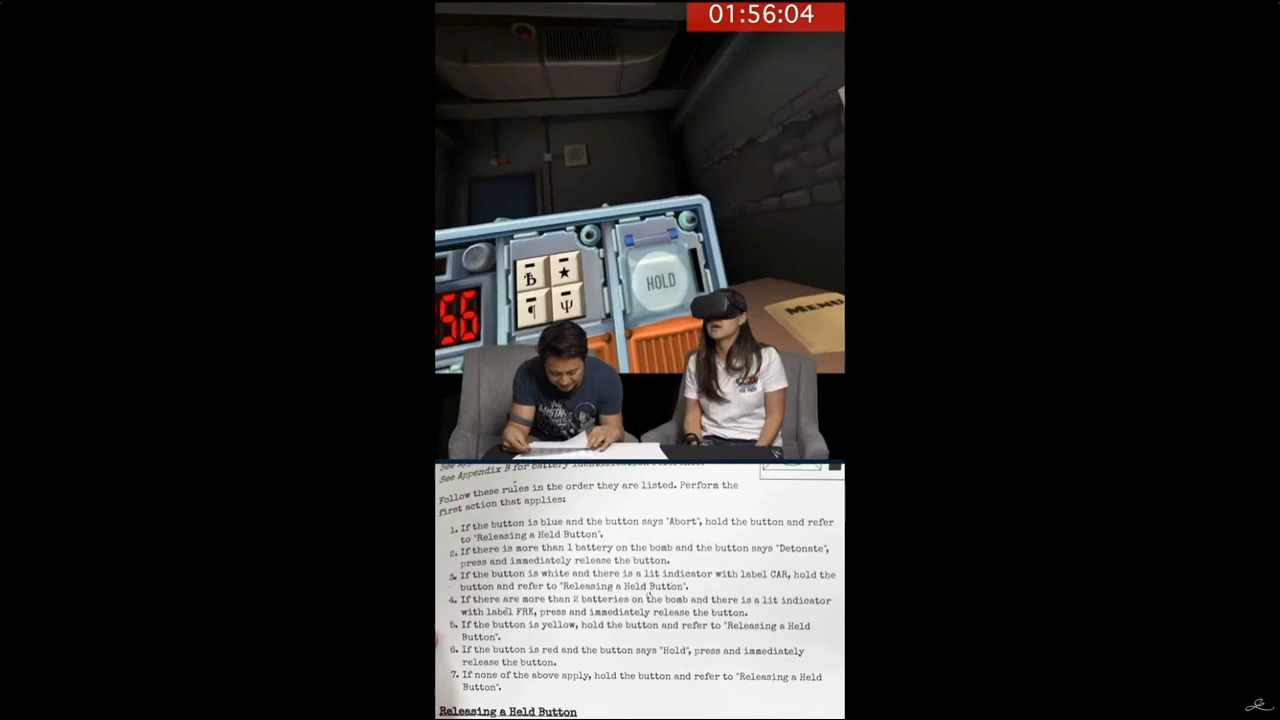 01:56:04
HOLD
56
Ѣ ★
¶ Ψ
MENU
See Appendix B for battery identification reference.
Follow these rules in the order they are listed. Perform the
first action that applies:
1. If the button is blue and the button says "Abort", hold the button and refer
to "Releasing a Held Button".
2. If there is more than 1 battery on the bomb and the button says "Detonate",
press and immediately release the button.
3. If the button is white and there is a lit indicator with label CAR, hold the
button and refer to "Releasing a Held Button".
4. If there are more than 2 batteries on the bomb and there is a lit indicator
with label FRK, press and immediately release the button.
5. If the button is yellow, hold the button and refer to "Releasing a Held
Button".
6. If the button is red and the button says "Hold", press and immediately
release the button.
7. If none of the above apply, hold the button and refer to "Releasing a Held
Button".
Releasing a Held Button